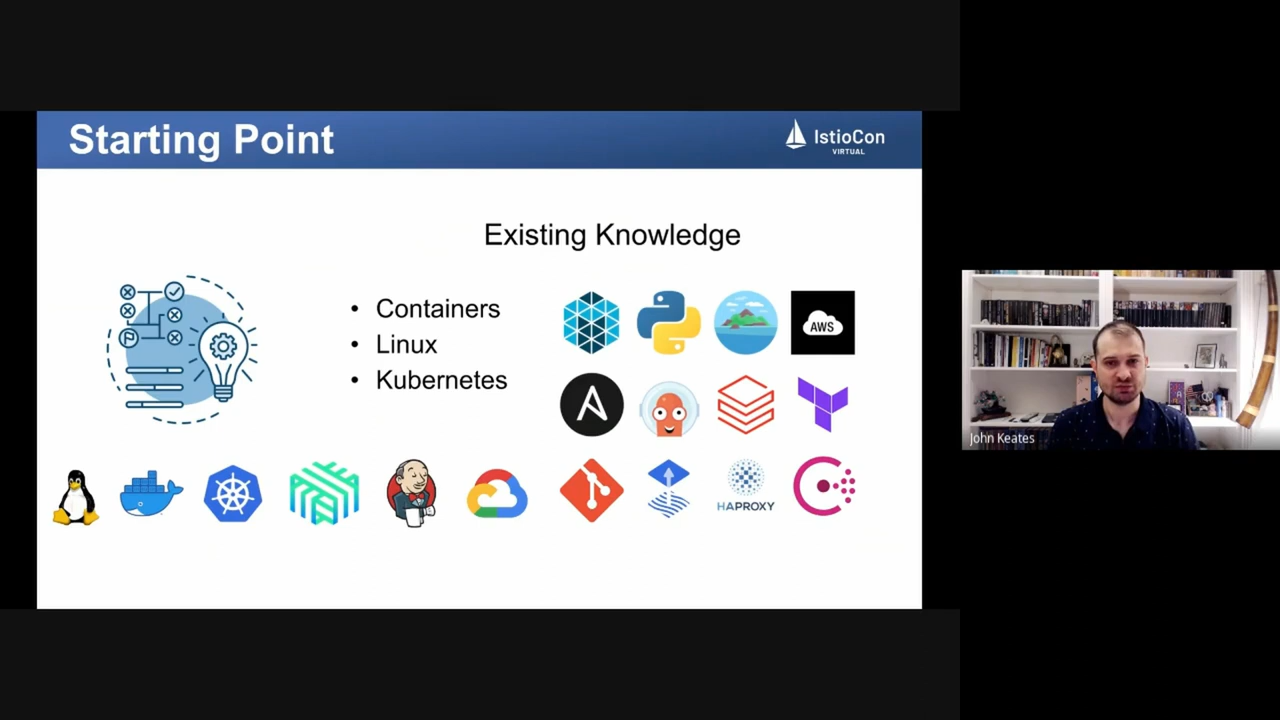 Starting Point
IstioCon
VIRTUAL
Existing Knowledge
• Containers
• Linux
• Kubernetes
AWS
HAPROXY
John Keates